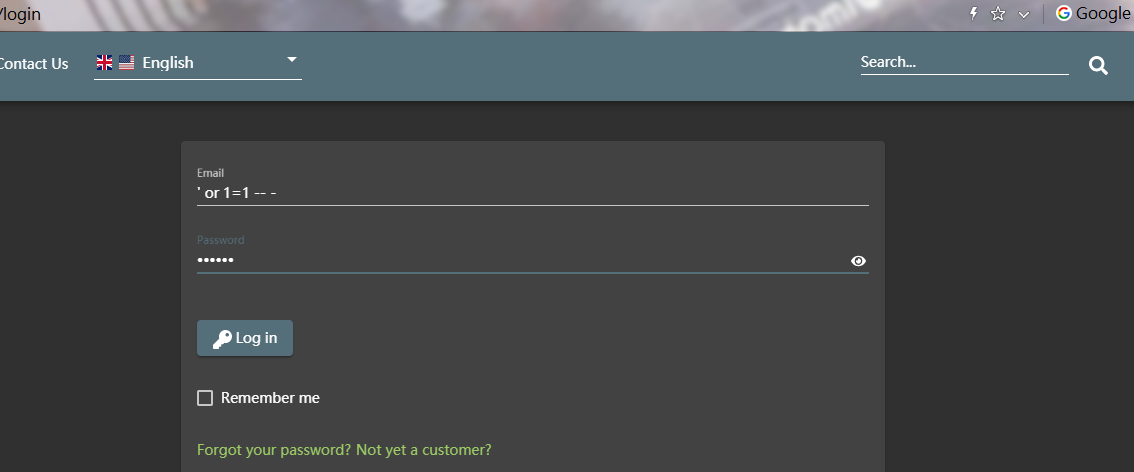 /login
Google
Contact Us
English
Search...
Email
' or 1=1 -- -
Password
Log in
Remember me
Forgot your password? Not yet a customer?